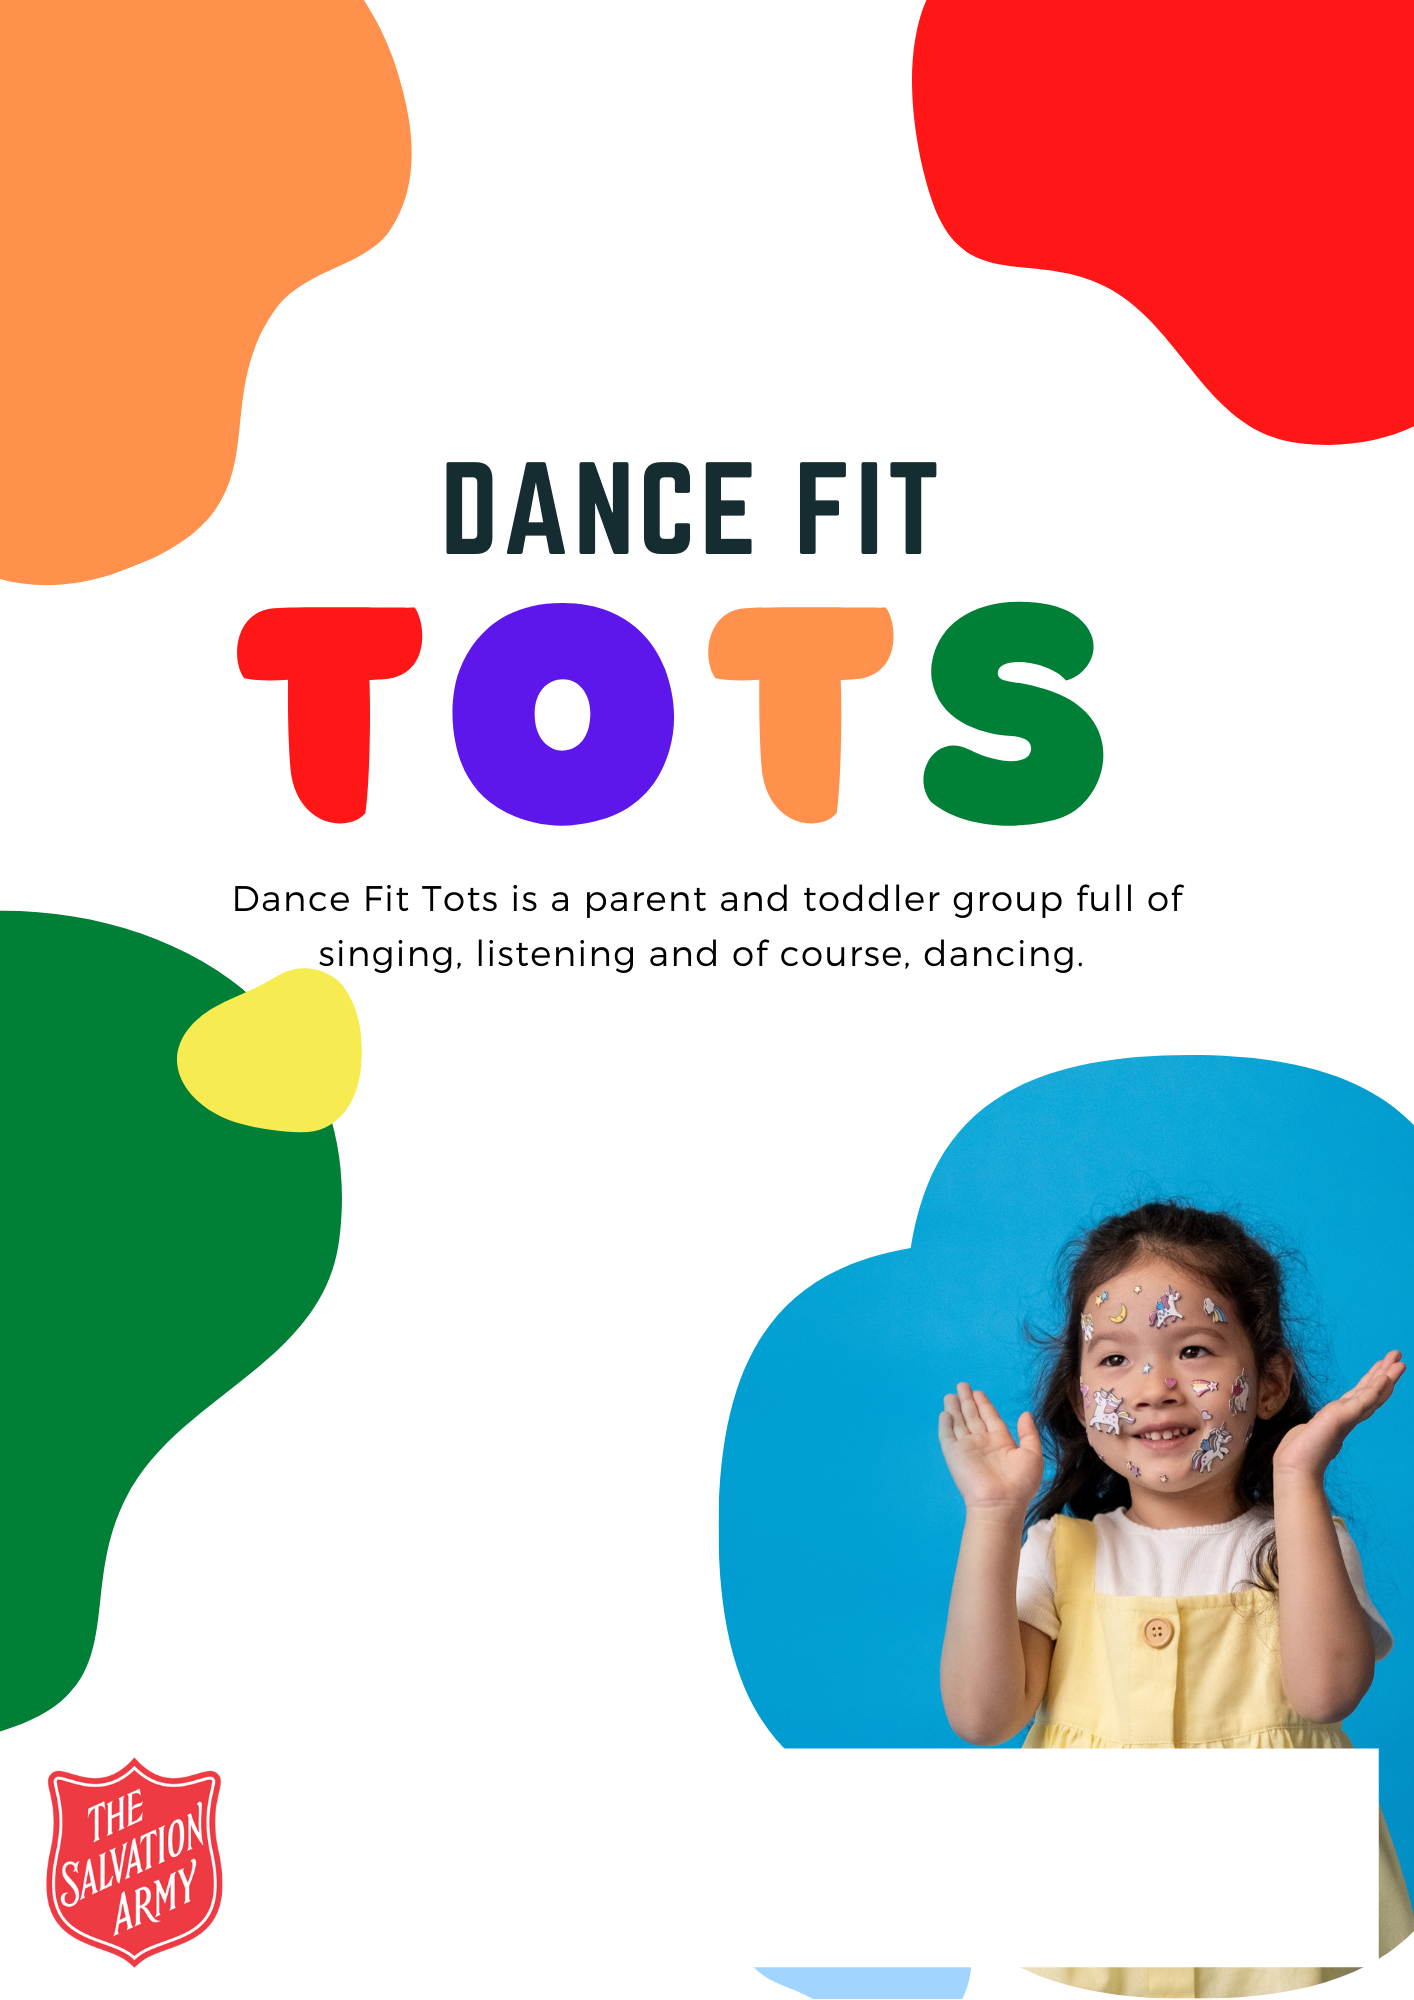 DANCE FIT
TOTS
Dance Fit Tots is a parent and toddler group full of
singing, listening and of course, dancing.
THE
SALVATION
ARMY